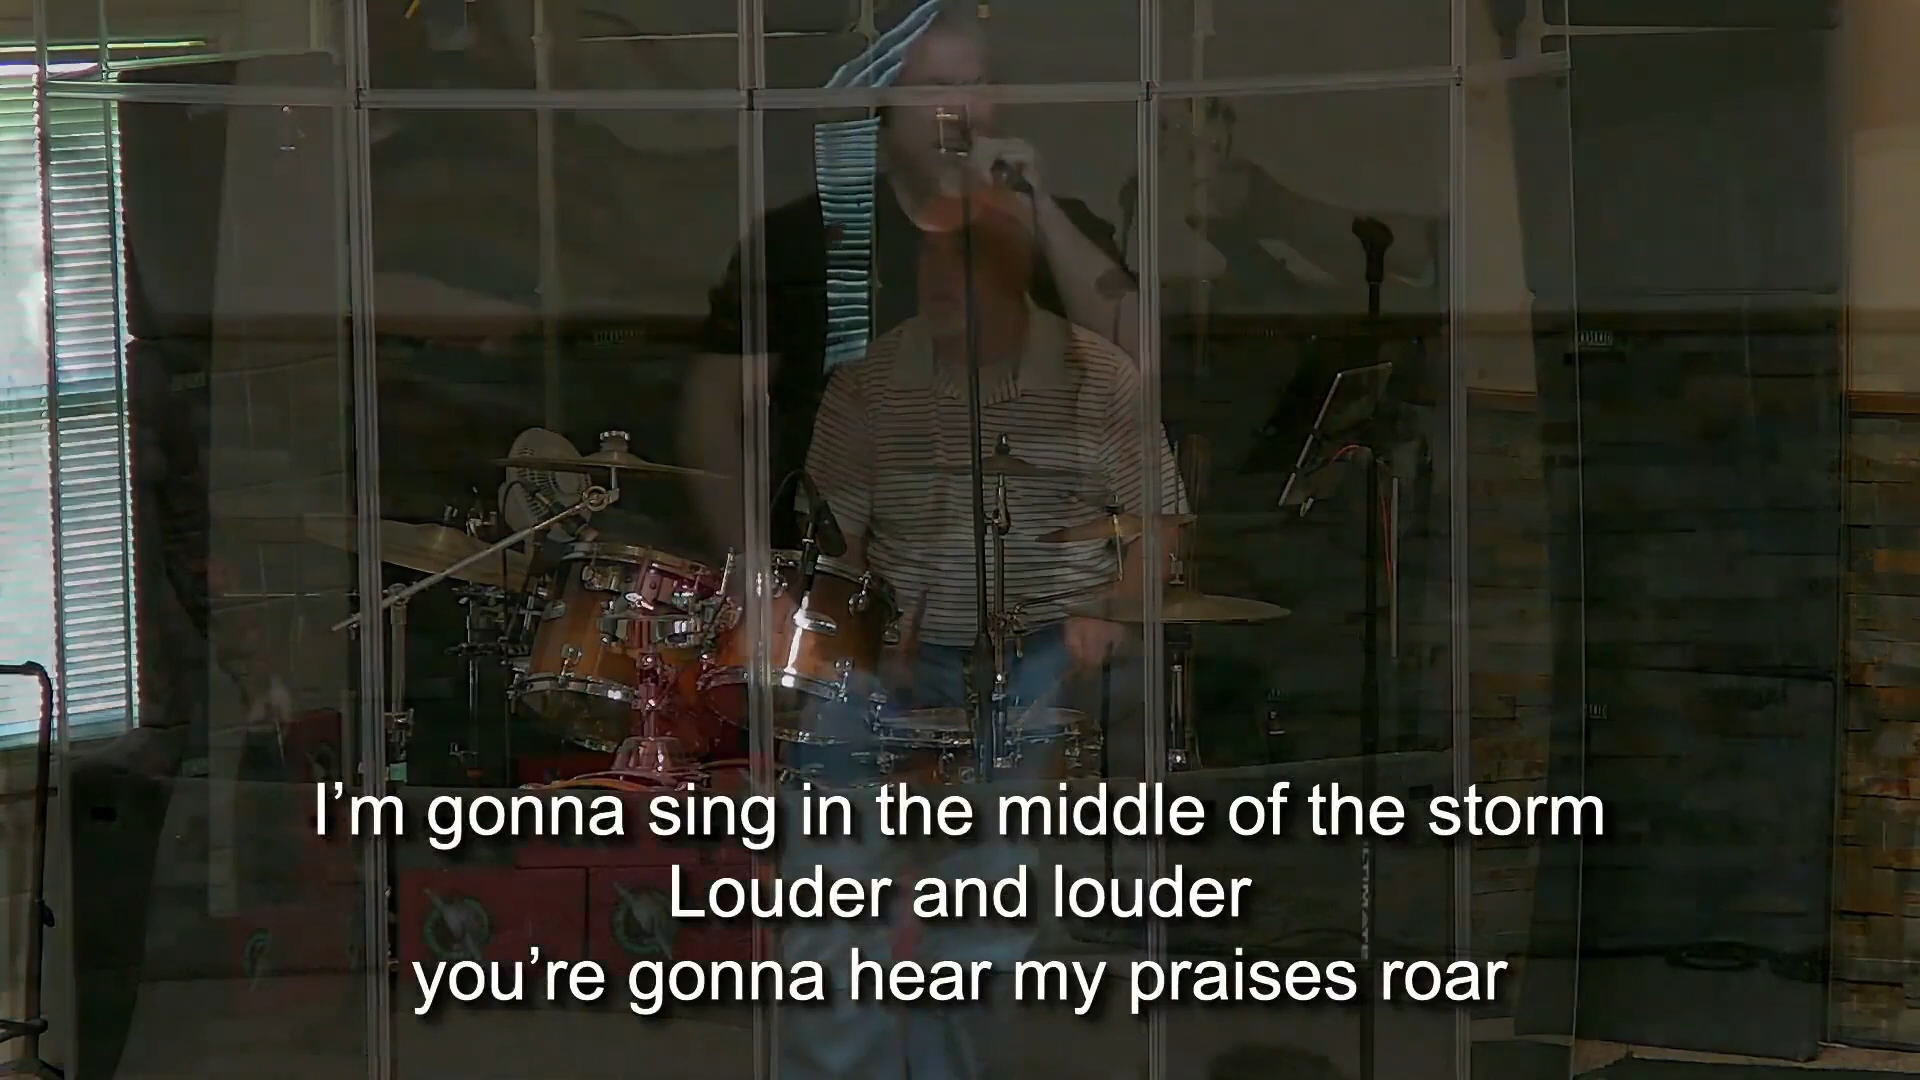 I’m gonna sing in the middle of the storm
Louder and louder
you’re gonna hear my praises roar